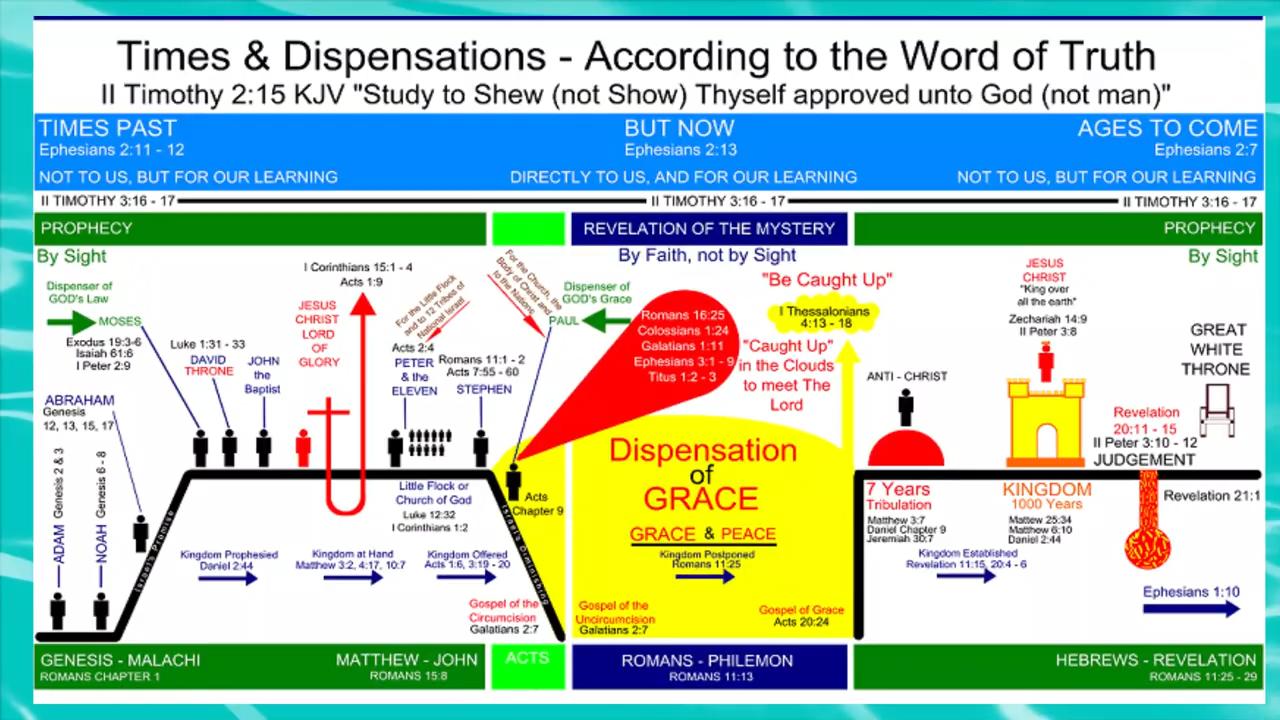 Times & Dispensations - According to the Word of Truth
II Timothy 2:15 KJV "Study to Shew (not Show) Thyself approved unto God (not man)"
TIMES PAST
Ephesians 2:11 - 12
NOT TO US, BUT FOR OUR LEARNING
BUT NOW
Ephesians 2:13
DIRECTLY TO US, AND FOR OUR LEARNING
AGES TO COME
Ephesians 2:7
NOT TO US, BUT FOR OUR LEARNING
II TIMOTHY 3:16 - 17
II TIMOTHY 3:16 - 17
II TIMOTHY 3:16 - 17
PROPHECY
REVELATION OF THE MYSTERY
PROPHECY
By Sight
By Faith, not by Sight
By Sight
Dispenser of
GOD's Law
MOSES
Exodus 19:3-6
Isaiah 61:6
I Peter 2:9
ABRAHAM
Genesis
12, 13, 15, 17
ADAM Genesis 2 & 3
NOAH Genesis 6 - 8
Israel's Promise
Luke 1:31 - 33
DAVID
THRONE
JOHN
the
Baptist
I Corinthians 15:1 - 4
Acts 1:9
JESUS
CHRIST
LORD
OF
GLORY
For the Little Flock
and to 12 Tribes of
National Israel
Acts 2:4
PETER
& the
ELEVEN
Romans 11:1 - 2
Acts 7:55 - 60
STEPHEN
For the Church, the
Body of Christ and
to the Nations
Dispenser of
GOD's Grace
PAUL
Romans 16:25
Colossians 1:24
Galatians 1:11
Ephesians 3:1 - 9
Titus 1:2 - 3
"Be Caught Up"
I Thessalonians
4:13 - 18
"Caught Up"
in the Clouds
to meet The
Lord
ANTI - CHRIST
JESUS
CHRIST
"King over
all the earth"
Zechariah 14:9
II Peter 3:8
GREAT
WHITE
THRONE
Revelation
20:11 - 15
II Peter 3:10 - 12
JUDGEMENT
Little Flock or
Church of God
Luke 12:32
I Corinthians 1:2
Acts
Chapter 9
Israel's Diminishing
Dispensation
of
GRACE
GRACE & PEACE
Kingdom Postponed
Romans 11:25
7 Years
Tribulation
Matthew 3:7
Daniel Chapter 9
Jeremiah 30:7
KINGDOM
1000 Years
Mattew 25:34
Matthew 6:10
Daniel 2:44
Revelation 21:1
Kingdom Prophesied
Daniel 2:44
Kingdom at Hand
Matthew 3:2, 4:17, 10:7
Kingdom Offered
Acts 1:6, 3:19 - 20
Kingdom Established
Revelation 11:15, 20:4 - 6
Ephesians 1:10
Gospel of the
Circumcision
Galatians 2:7
Gospel of the
Uncircumcision
Galatians 2:7
Gospel of Grace
Acts 20:24
GENESIS - MALACHI
ROMANS CHAPTER 1
MATTHEW - JOHN
ROMANS 15:8
ACTS
ROMANS - PHILEMON
ROMANS 11:13
HEBREWS - REVELATION
ROMANS 11:25 - 29